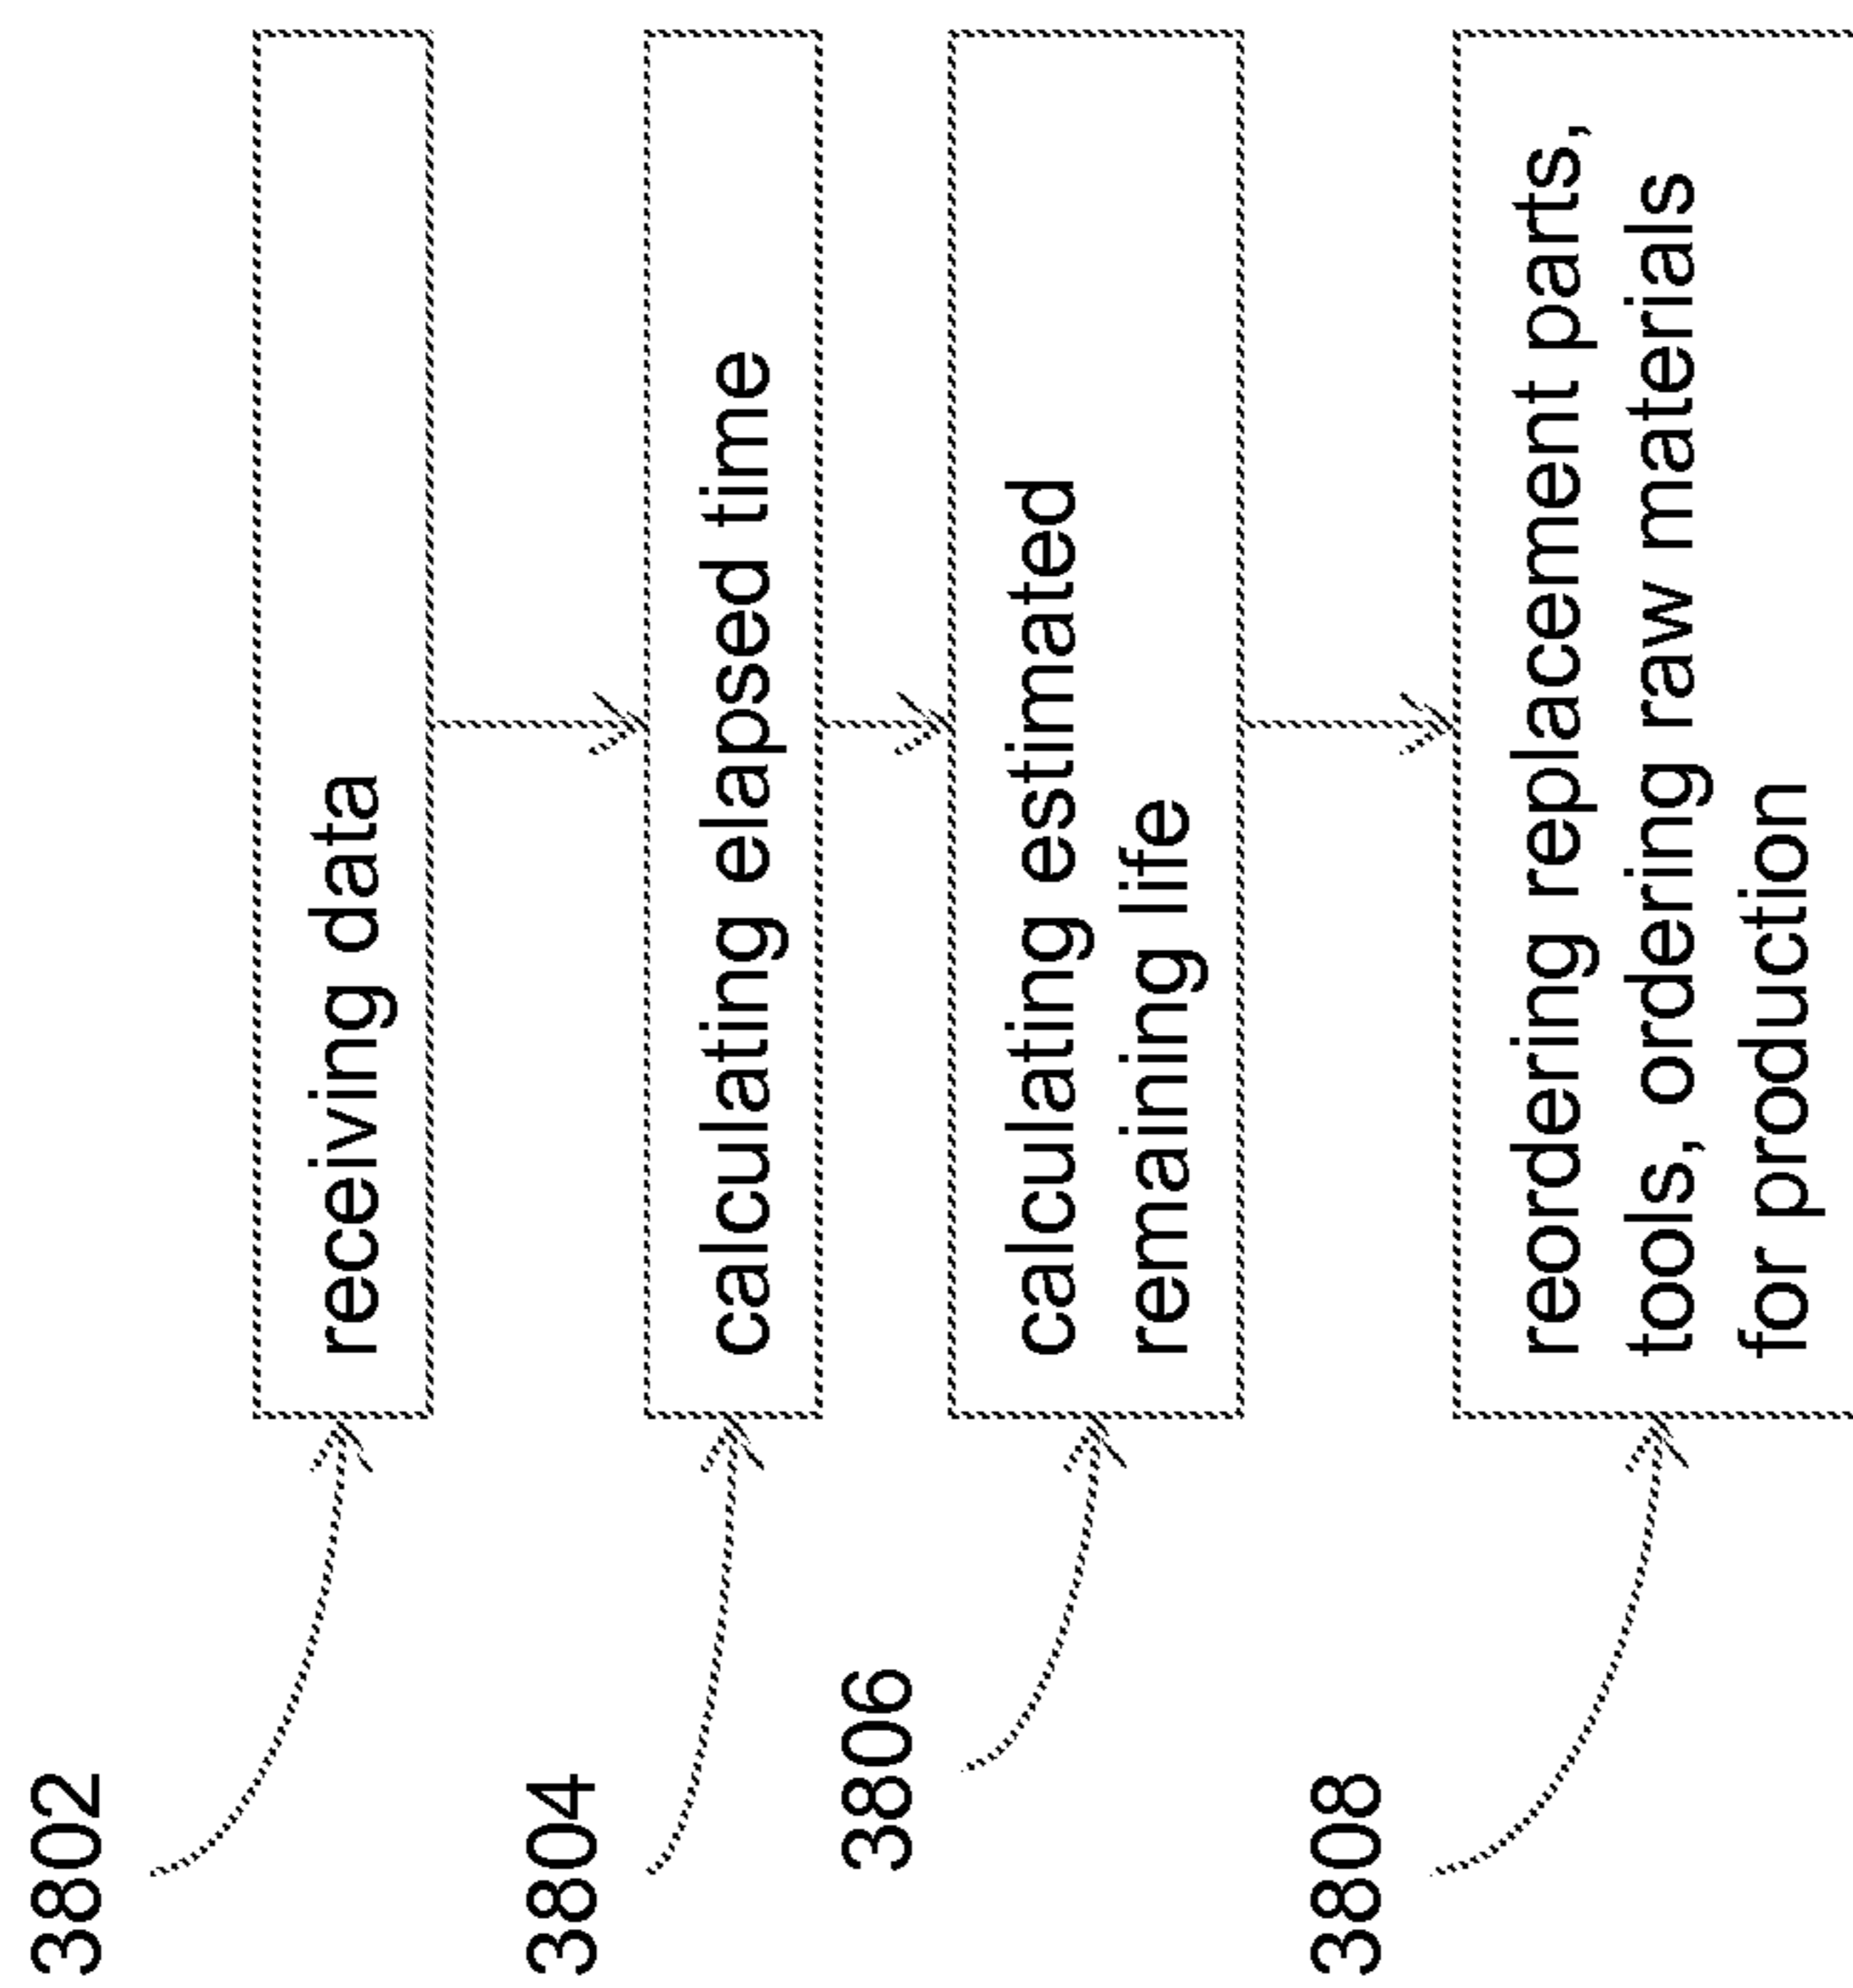 3802
receiving data
3804
calculating elapsed time
3806
calculating estimated
remaining life
3808
reordering replacement parts,
tools, ordering raw materials
for production